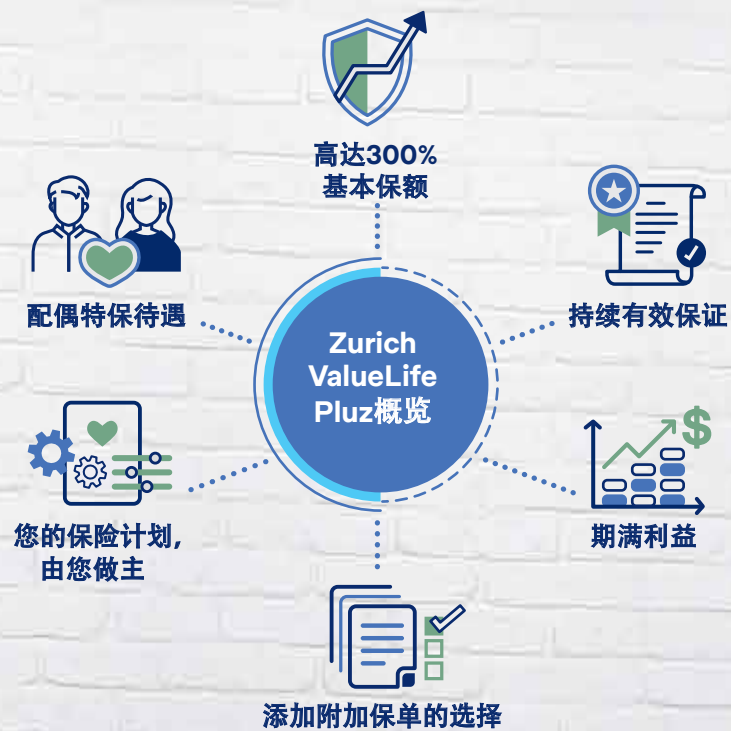 高达300%
基本保额
配偶特保待遇
持续有效保证
Zurich
ValueLife
Pluz概览
您的保险计划，
由您做主
$
期满利益
添加附加保单的选择